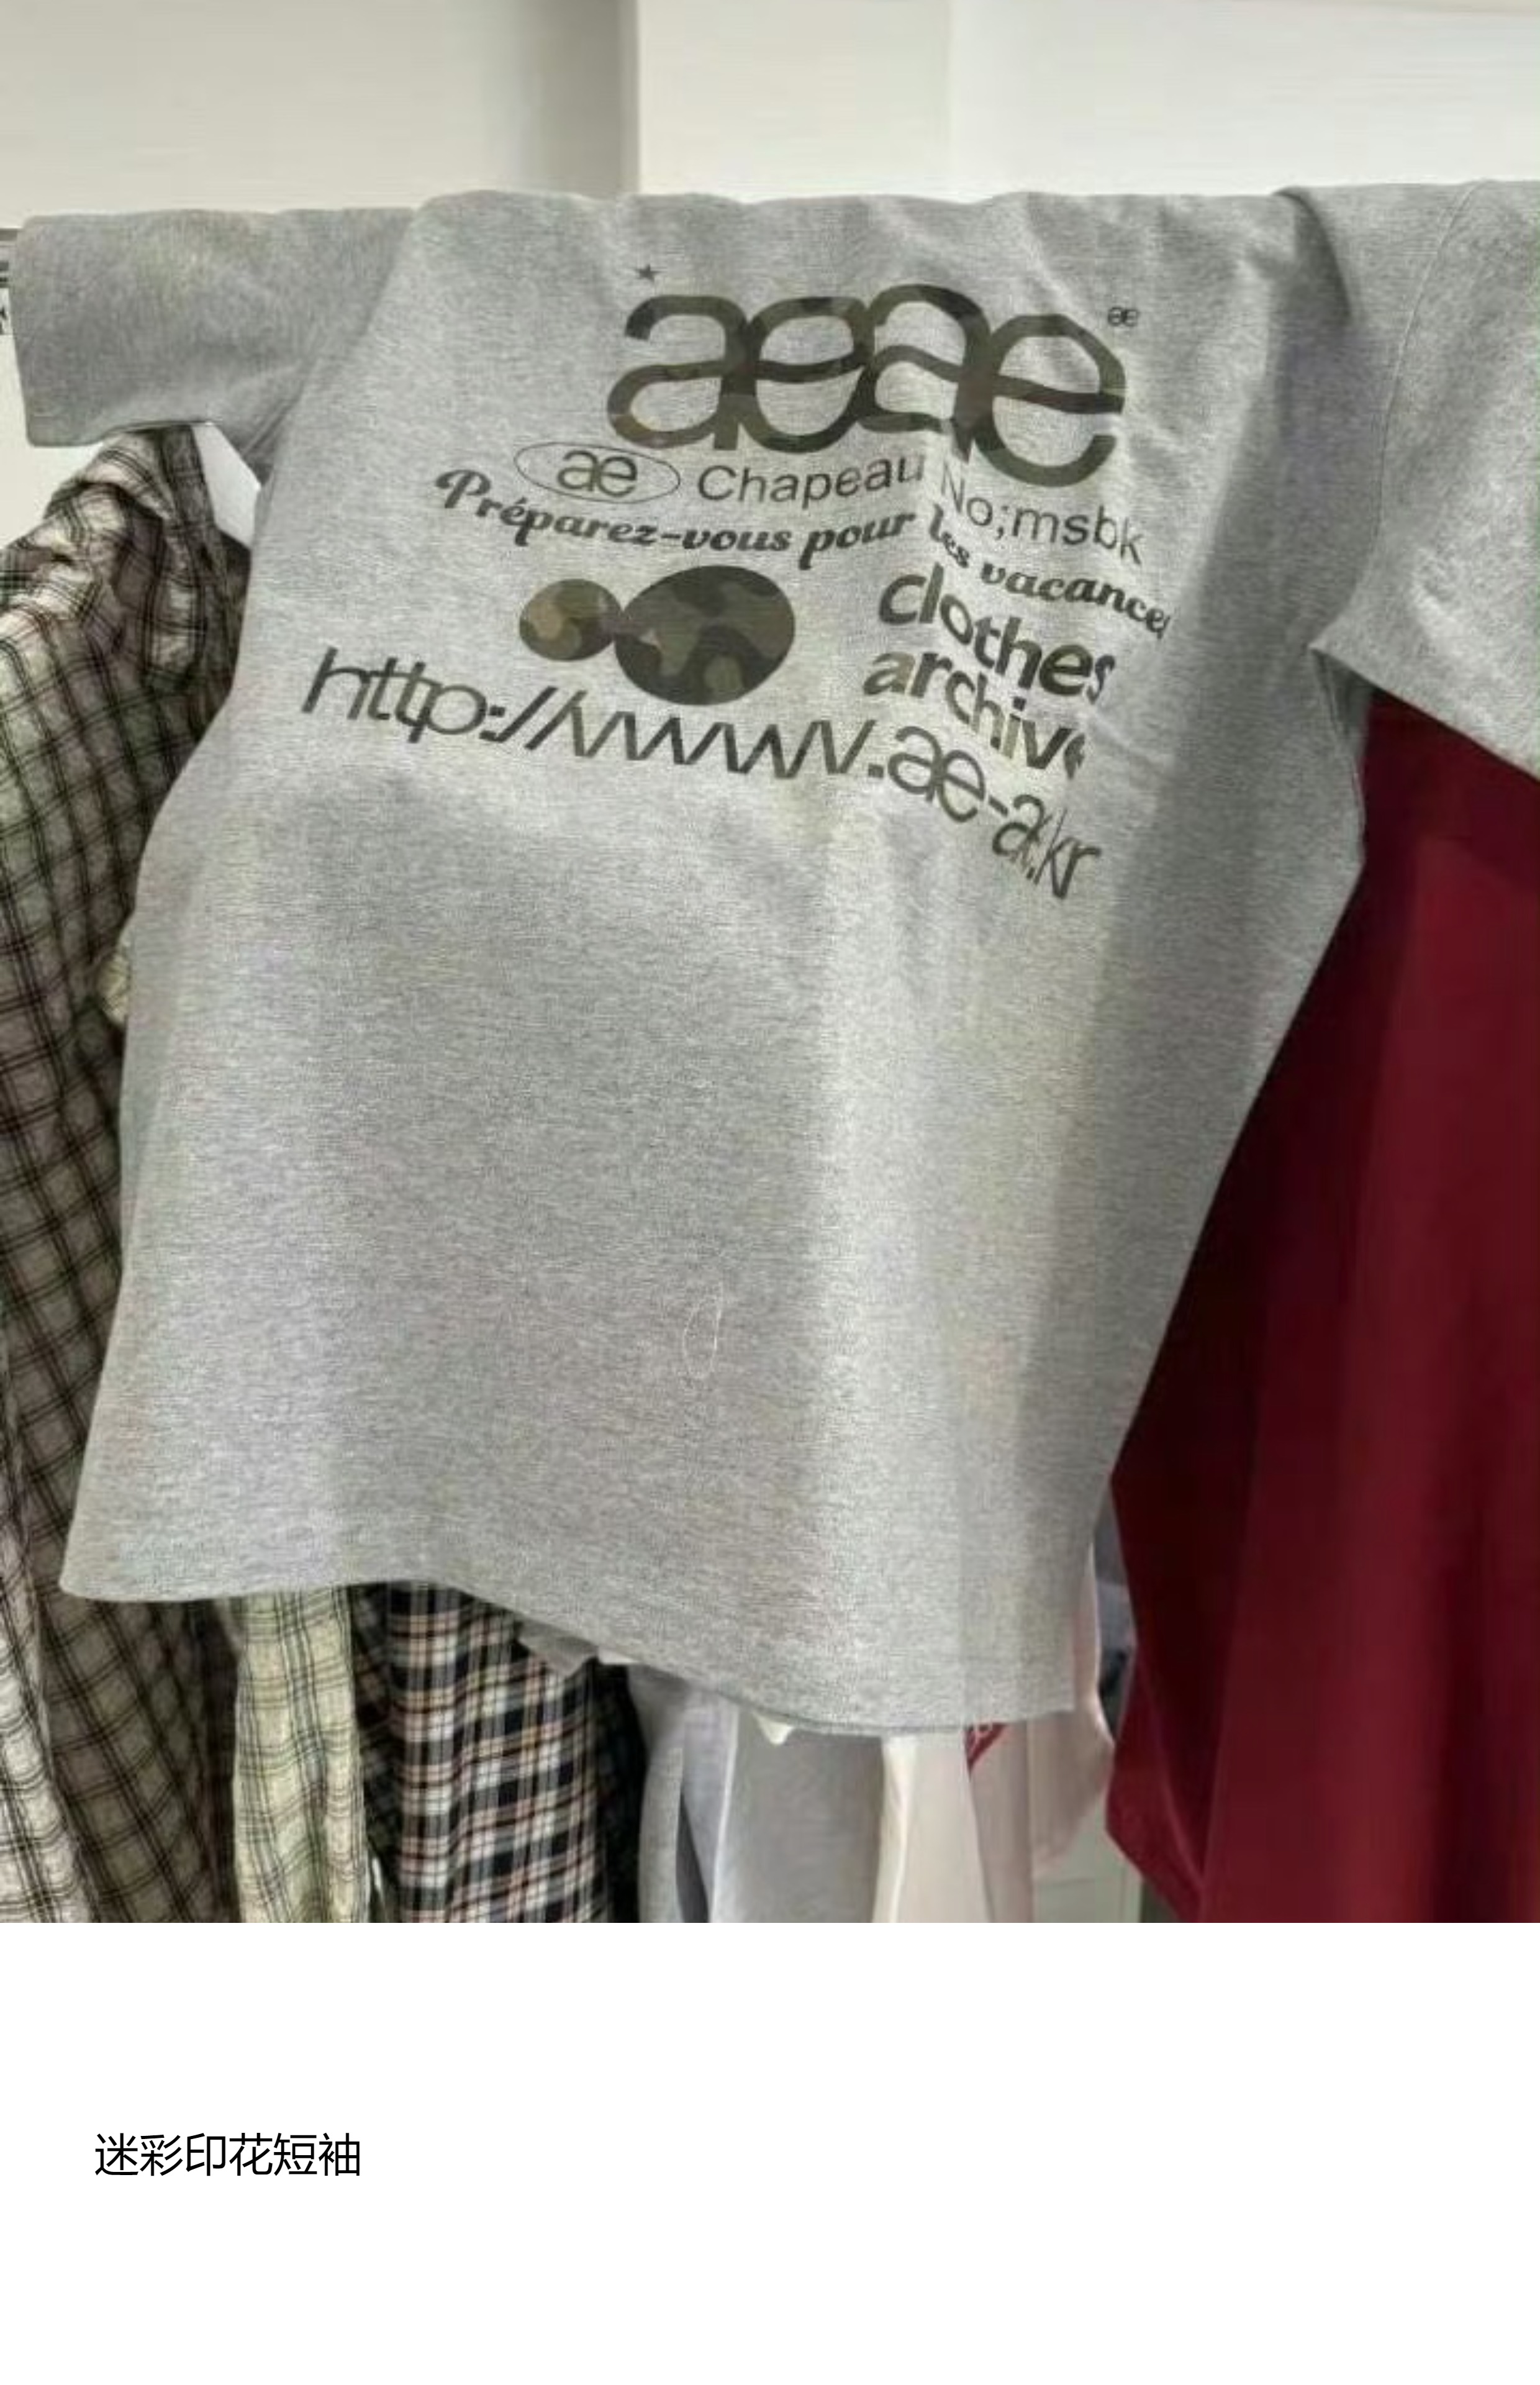 aeae
æ
ae Chapeau No;msbk
Préparez-vous pour les vacances
clothes
archive
http://www.ae-ae.kr
迷彩印花短袖